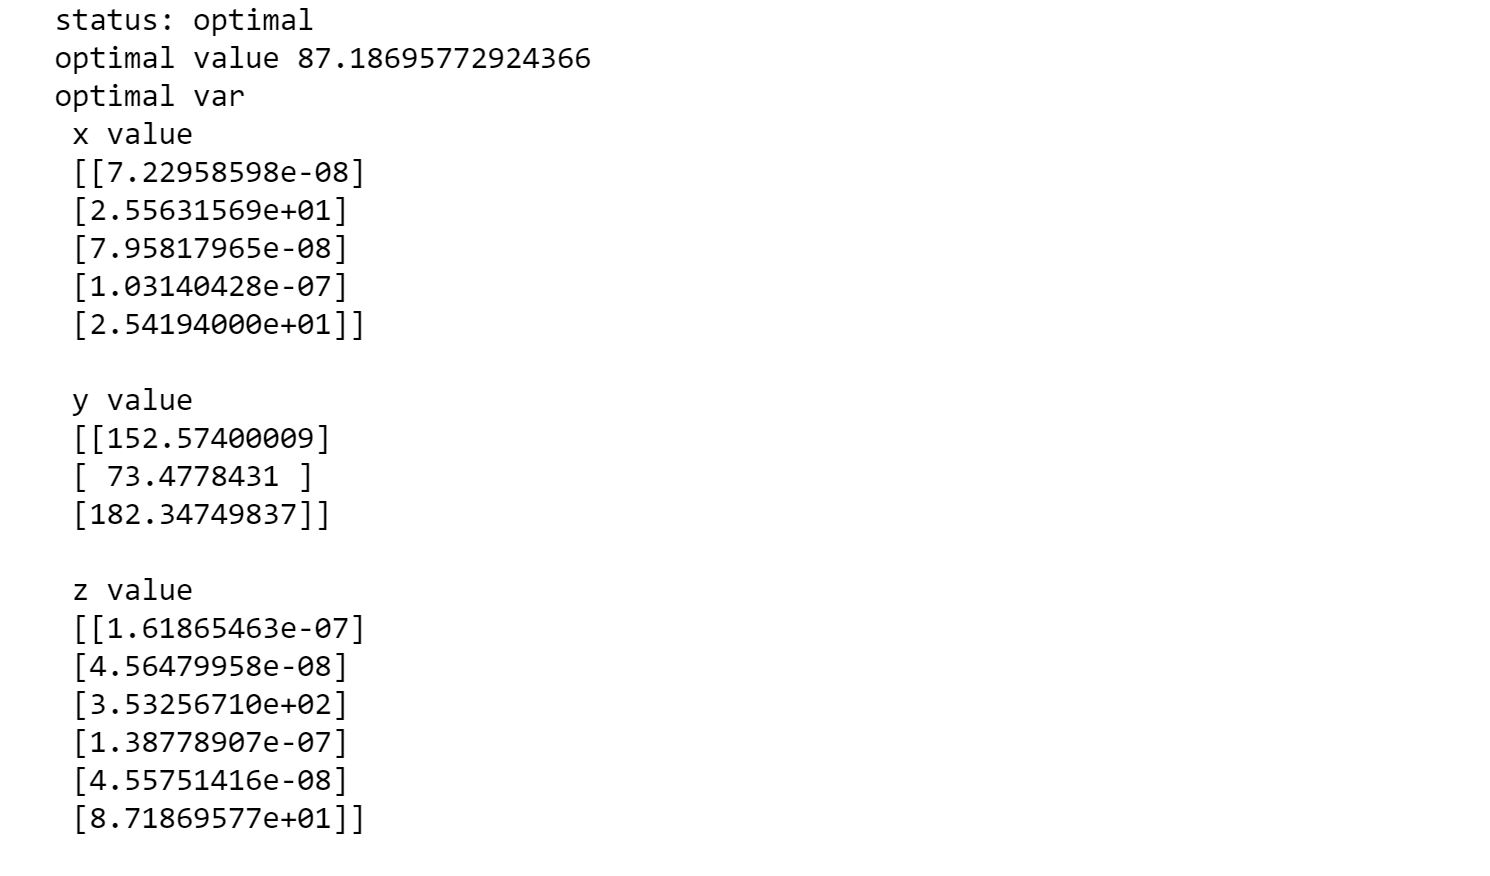 status: optimal
optimal value 87.18695772924366
optimal var
x value
[[7.22958598e-08]
[2.55631569e+01]
[7.95817965e-08]
[1.03140428e-07]
[2.54194000e+01]]
y value
[[152.57400009]
[ 73.4778431 ]
[182.34749837]]
z value
[[1.61865463e-07]
[4.56479958e-08]
[3.53256710e+02]
[1.38778907e-07]
[4.55751416e-08]
[8.71869577e+01]]